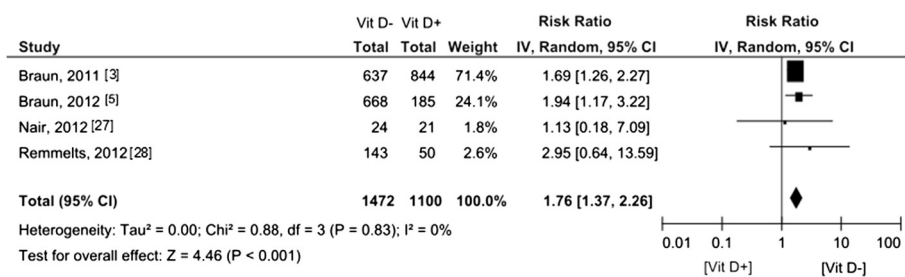 Vit D- Vit D+ Risk Ratio Risk Ratio
Study Total Total Weight IV, Random, 95% CI IV, Random, 95% CI
Braun, 2011 [3] 637 844 71.4% 1.69 [1.26, 2.27]
Braun, 2012 [5] 668 185 24.1% 1.94 [1.17, 3.22]
Nair, 2012 [27] 24 21 1.8% 1.13 [0.18, 7.09]
Remmelts, 2012[28] 143 50 2.6% 2.95 [0.64, 13.59]
Total (95% CI) 1472 1100 100.0% 1.76 [1.37, 2.26]
Heterogeneity: Tau² = 0.00; Chi² = 0.88, df = 3 (P = 0.83); I² = 0%
Test for overall effect: Z = 4.46 (P < 0.001)
0.01 0.1 1 10 100
[Vit D+] [Vit D-]